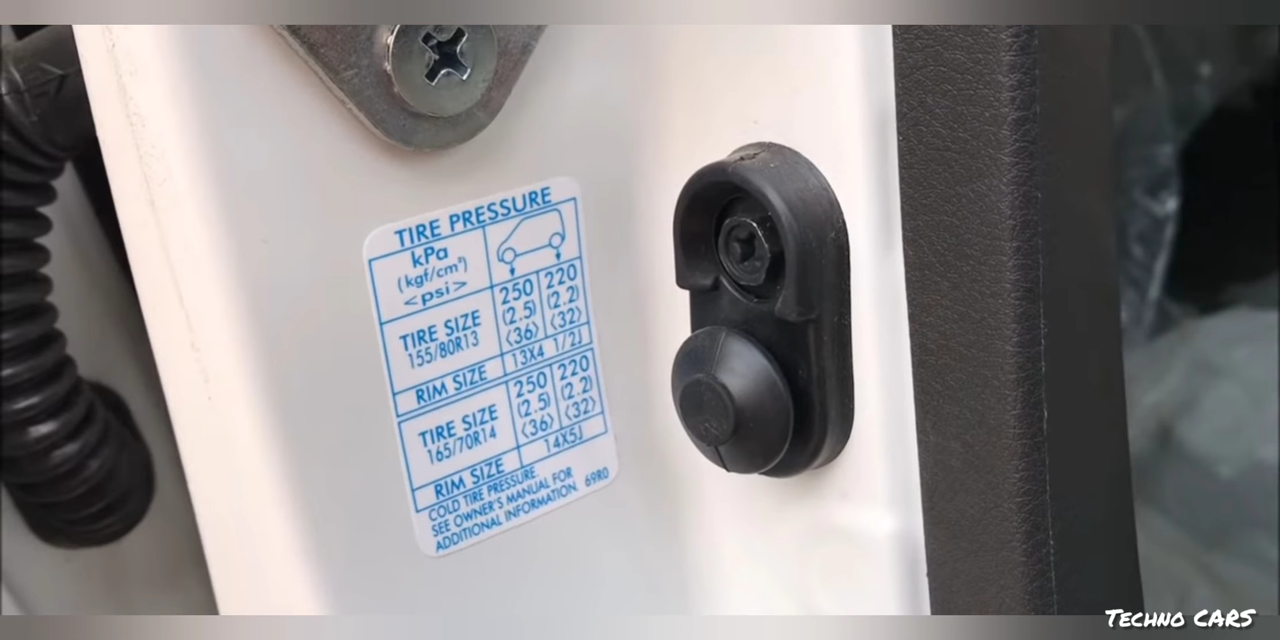 TIRE PRESSURE
kPa
(kgf/cm²)
<psi>
TIRE SIZE
155/80R13
250 220
(2.5) (2.2)
<36> <32>
RIM SIZE 13X4 1/2J
TIRE SIZE
165/70R14
250 220
(2.5) (2.2)
<36> <32>
RIM SIZE 14X5J
COLD TIRE PRESSURE.
SEE OWNER'S MANUAL FOR
ADDITIONAL INFORMATION. 69R0
TECHNO CARS